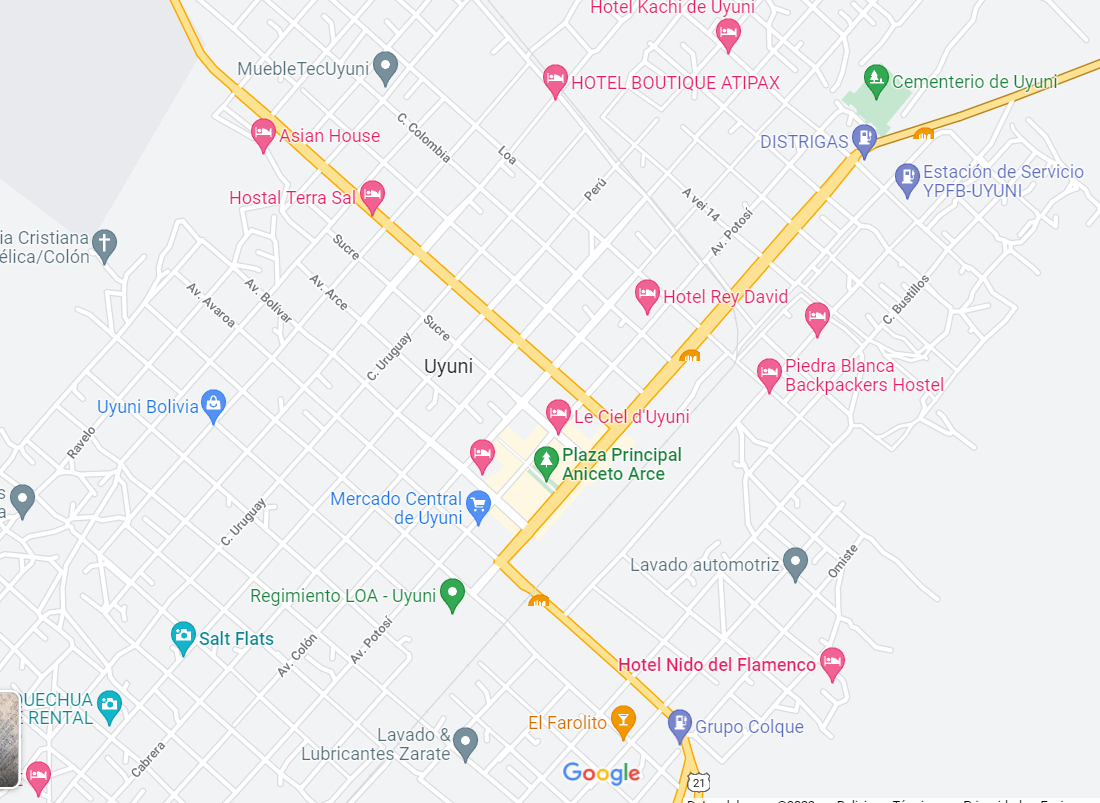 Hotel Kachi de Uyuni
MuebleTecUyuni
HOTEL BOUTIQUE ATIPAX
Cementerio de Uyuni
Asian House
C. Colombia
Loa
DISTRIGAS
Estación de Servicio
YPFB-UYUNI
Hostal Terra Sal
Perú
A vei 14
Av. Potosí
ia Cristiana
élica/Colón
Sucre
Av. Avaroa
Av. Bolívar
Av. Arce
Hotel Rey David
C. Bustillos
Sucre
C. Uruguay
Uyuni
Piedra Blanca
Backpackers Hostel
Uyuni Bolivia
Le Ciel d'Uyuni
Ravelo
Plaza Principal
Aniceto Arce
Mercado Central
de Uyuni
s
a
C. Uruguay
Lavado automotriz
Omiste
Regimiento LOA - Uyuni
Salt Flats
Av. Colón
Av. Potosí
Hotel Nido del Flamenco
QUECHUA
RENTAL
El Farolito
Grupo Colque
Lavado &
Lubricantes Zarate
Cabrera
Google
21